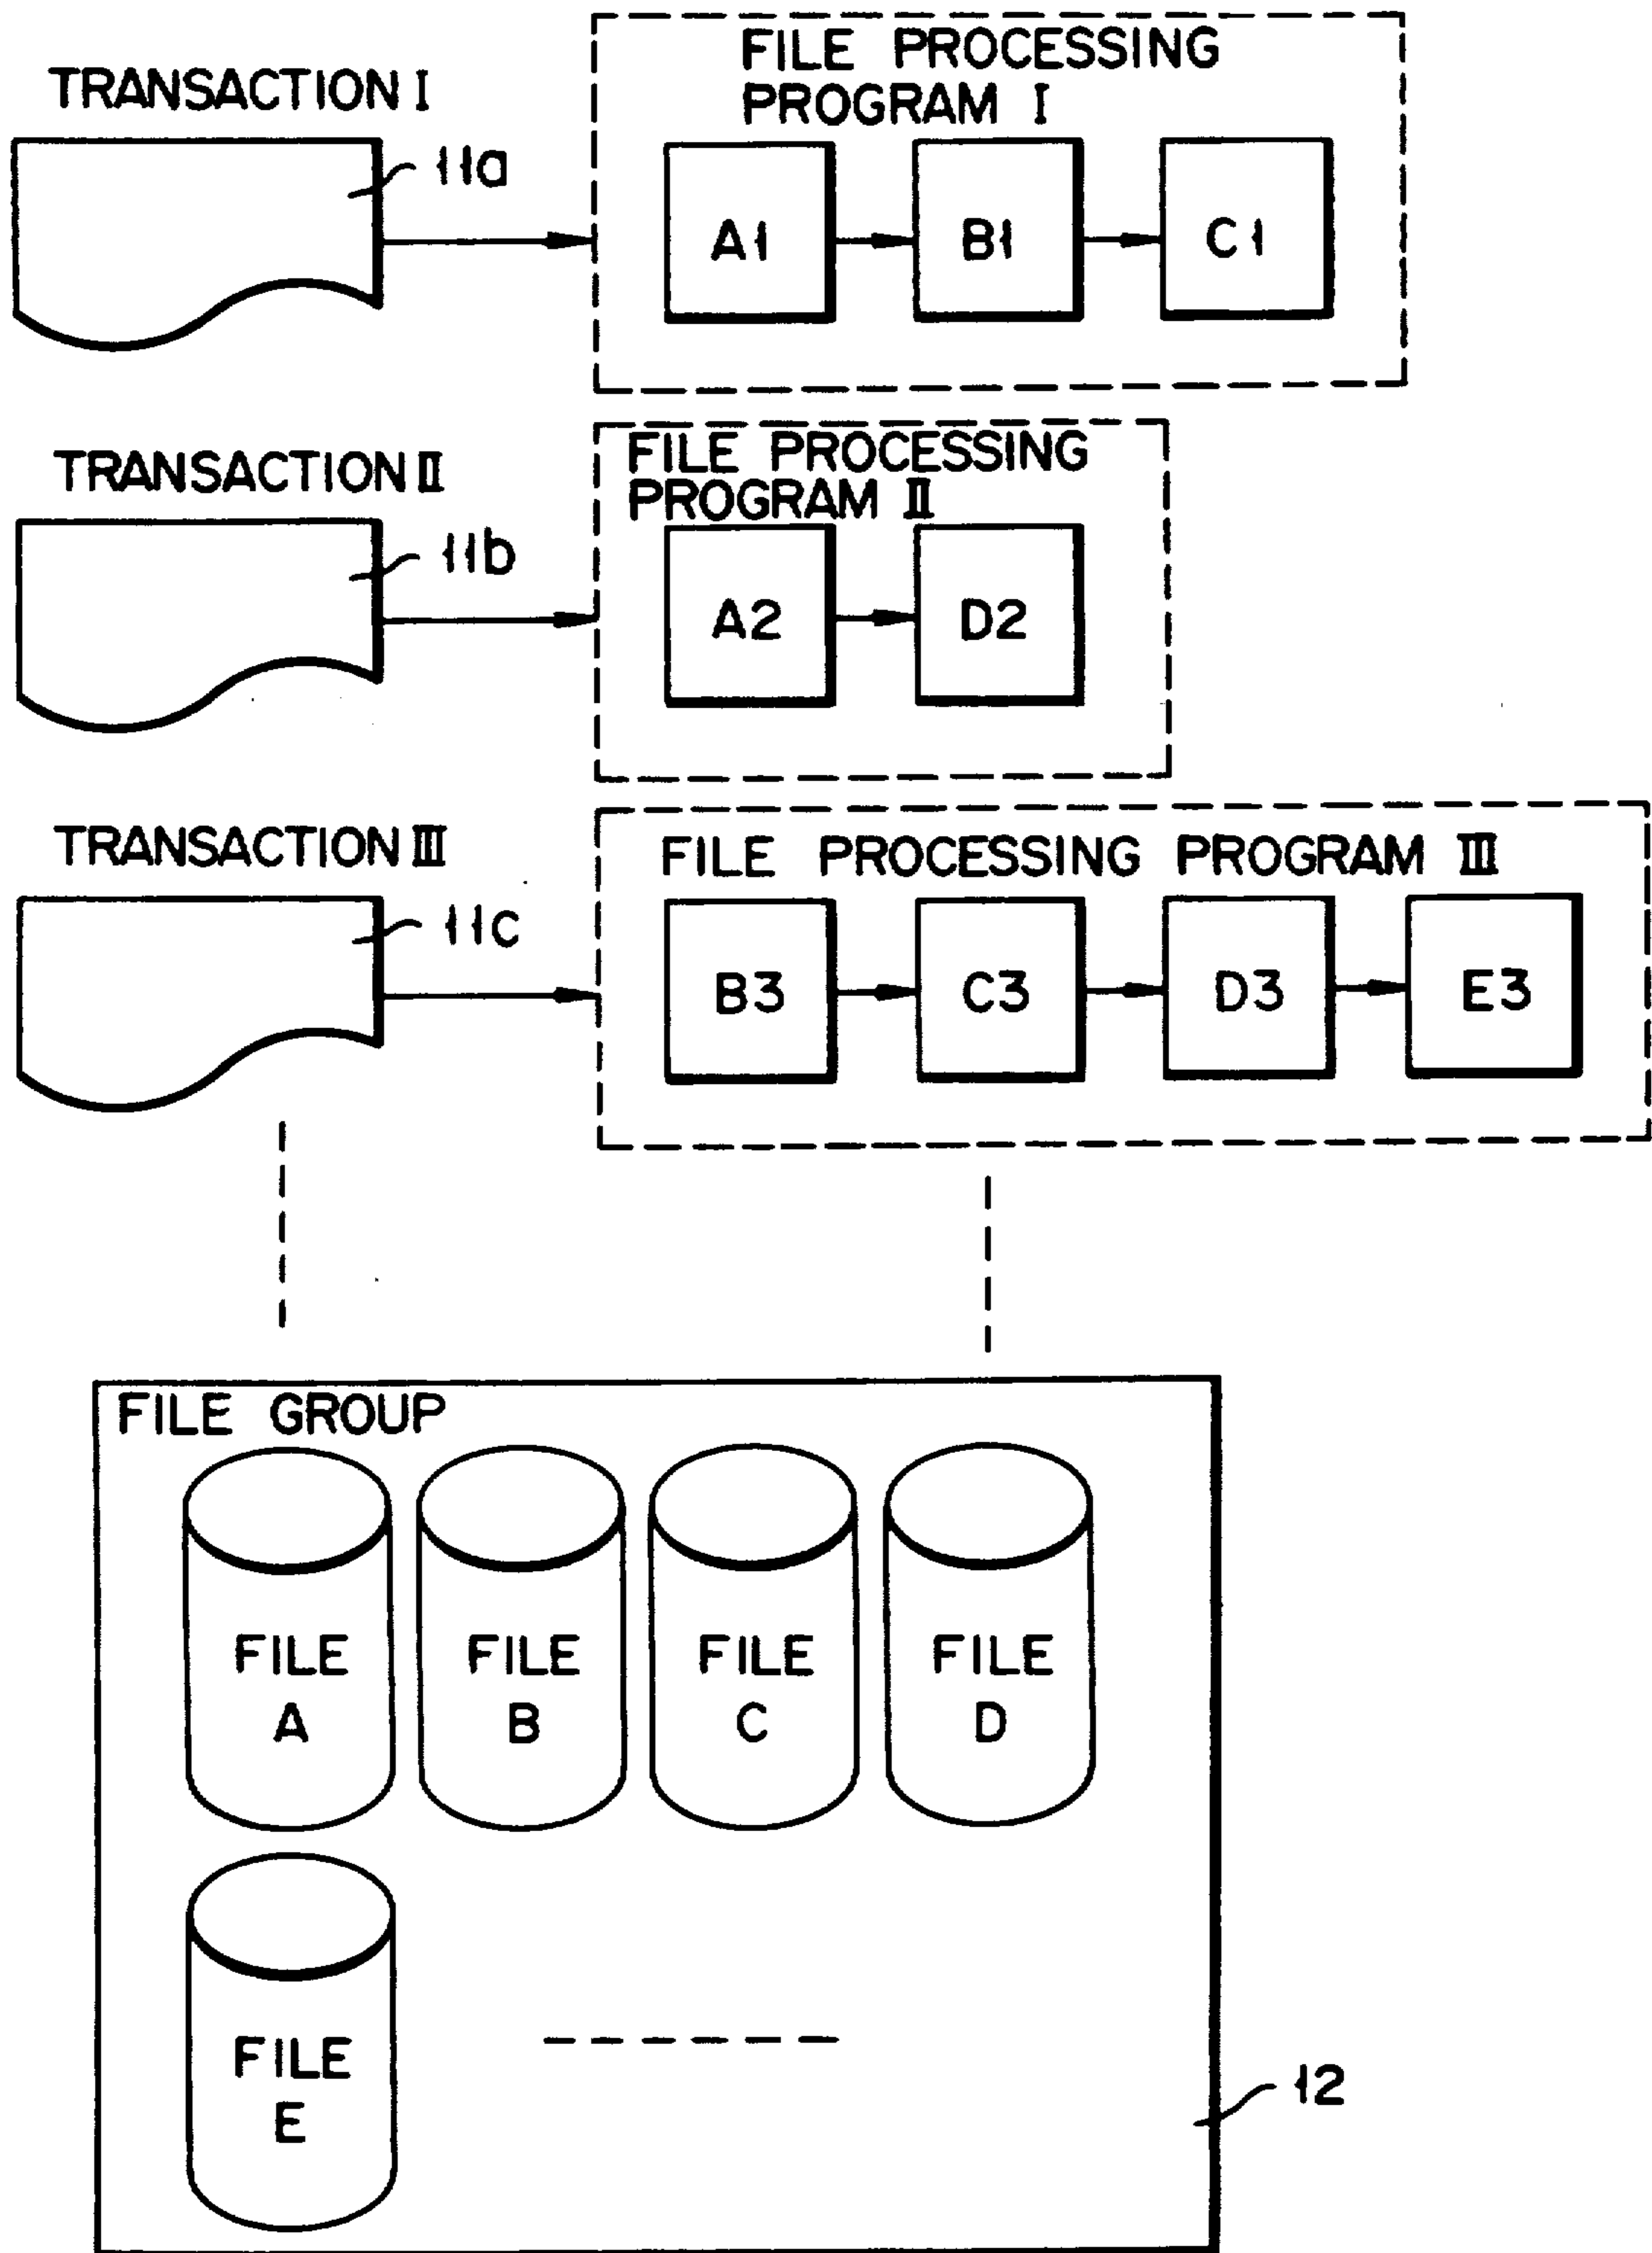 FILE PROCESSING
PROGRAM I
TRANSACTION I
11a
A1
B1
C1
FILE PROCESSING
PROGRAM II
TRANSACTION II
11b
A2
D2
TRANSACTION III
FILE PROCESSING PROGRAM III
11c
B3
C3
D3
E3
FILE GROUP
FILE
A
FILE
B
FILE
C
FILE
D
FILE
E
12